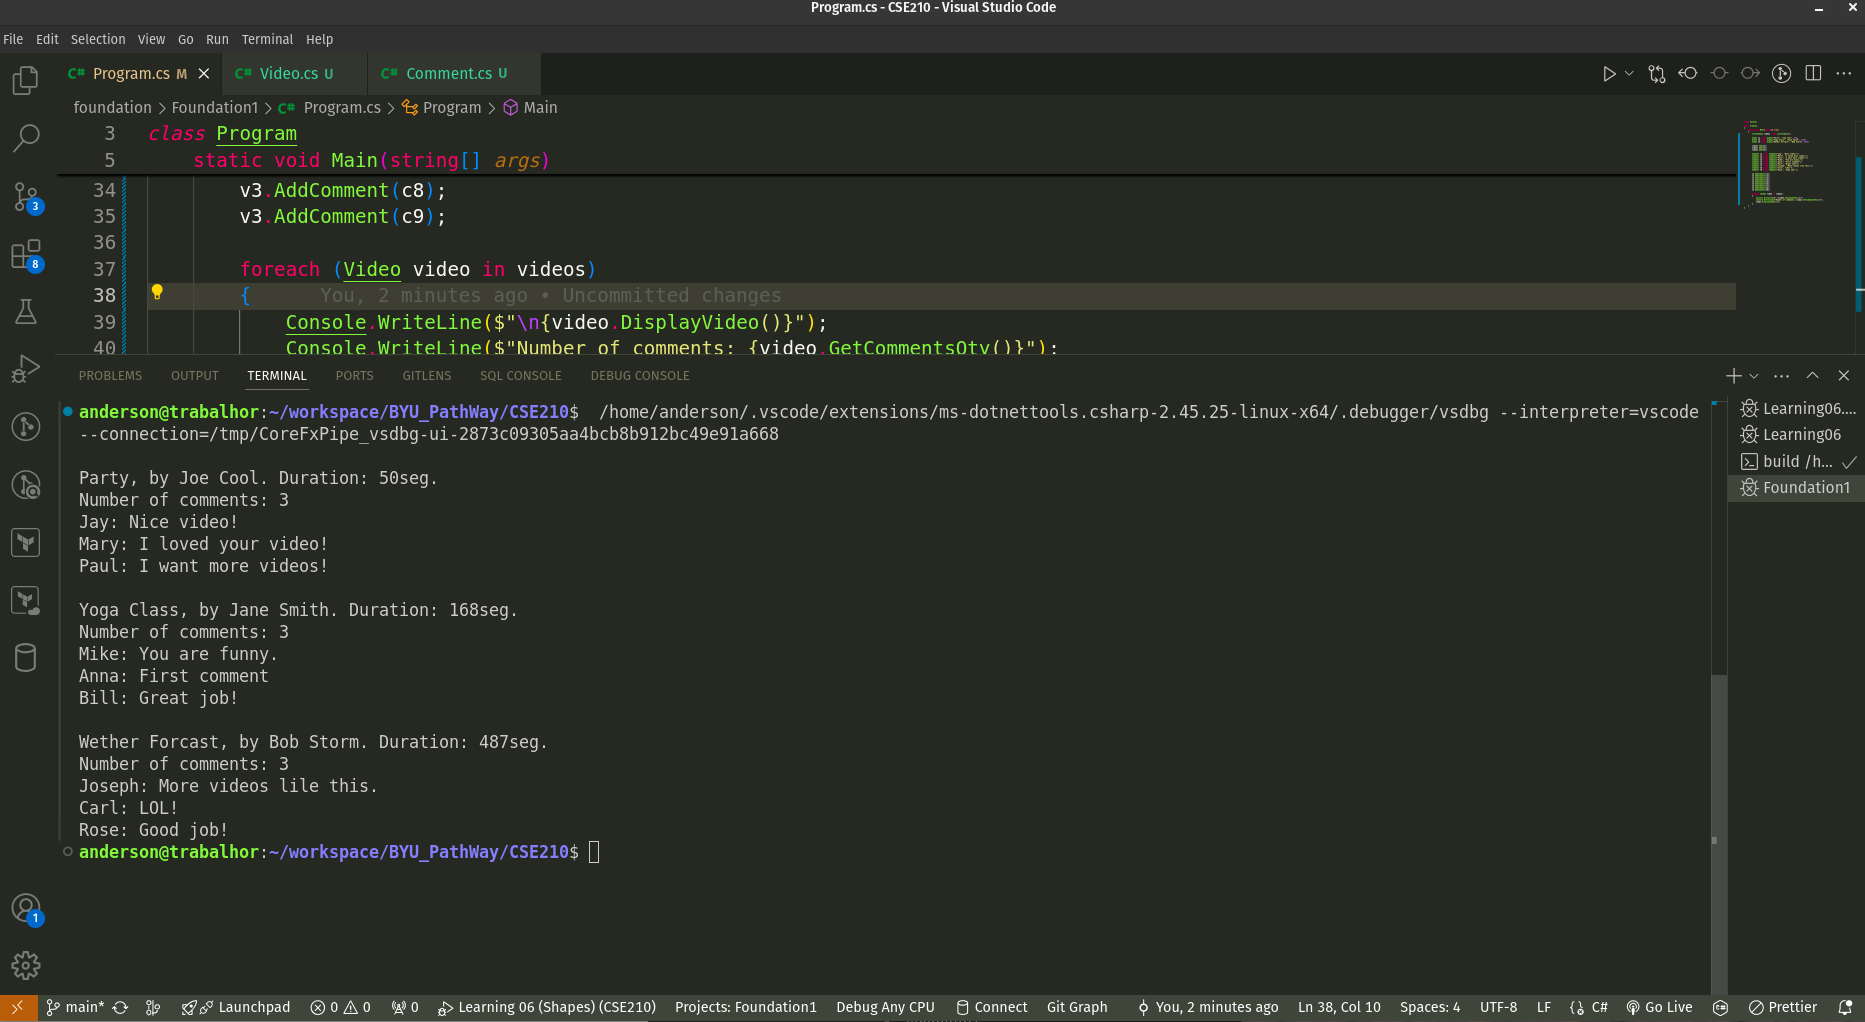 Program.cs - CSE210 - Visual Studio Code
File Edit Selection View Go Run Terminal Help
C# Program.cs M
C# Video.cs U
C# Comment.cs U
foundation > Foundation1 > C# Program.cs > Program > Main
3 class Program
5 static void Main(string[] args)
34 v3.AddComment(c8);
35 v3.AddComment(c9);
36
37 foreach (Video video in videos)
38 { You, 2 minutes ago • Uncommitted changes
39 Console.WriteLine($"\n{video.DisplayVideo()}");
40 Console.WriteLine($"Number of comments: {video.GetCommentsQty()}");
3
8
PROBLEMS OUTPUT TERMINAL PORTS GITLENS SQL CONSOLE DEBUG CONSOLE
anderson@trabalhor:~/workspace/BYU_PathWay/CSE210$ /home/anderson/.vscode/extensions/ms-dotnettools.csharp-2.45.25-linux-x64/.debugger/vsdbg --interpreter=vscode
--connection=/tmp/CoreFxPipe_vsdbg-ui-2873c09305aa4bcb8b912bc49e91a668
Party, by Joe Cool. Duration: 50seg.
Number of comments: 3
Jay: Nice video!
Mary: I loved your video!
Paul: I want more videos!
Yoga Class, by Jane Smith. Duration: 168seg.
Number of comments: 3
Mike: You are funny.
Anna: First comment
Bill: Great job!
Wether Forcast, by Bob Storm. Duration: 487seg.
Number of comments: 3
Joseph: More videos lile this.
Carl: LOL!
Rose: Good job!
anderson@trabalhor:~/workspace/BYU_PathWay/CSE210$
Learning06....
Learning06
build /h...
Foundation1
1
main* Launchpad 0 0 0 Learning 06 (Shapes) (CSE210) Projects: Foundation1 Debug Any CPU Connect Git Graph You, 2 minutes ago Ln 38, Col 10 Spaces: 4 UTF-8 LF {} C# Go Live Prettier